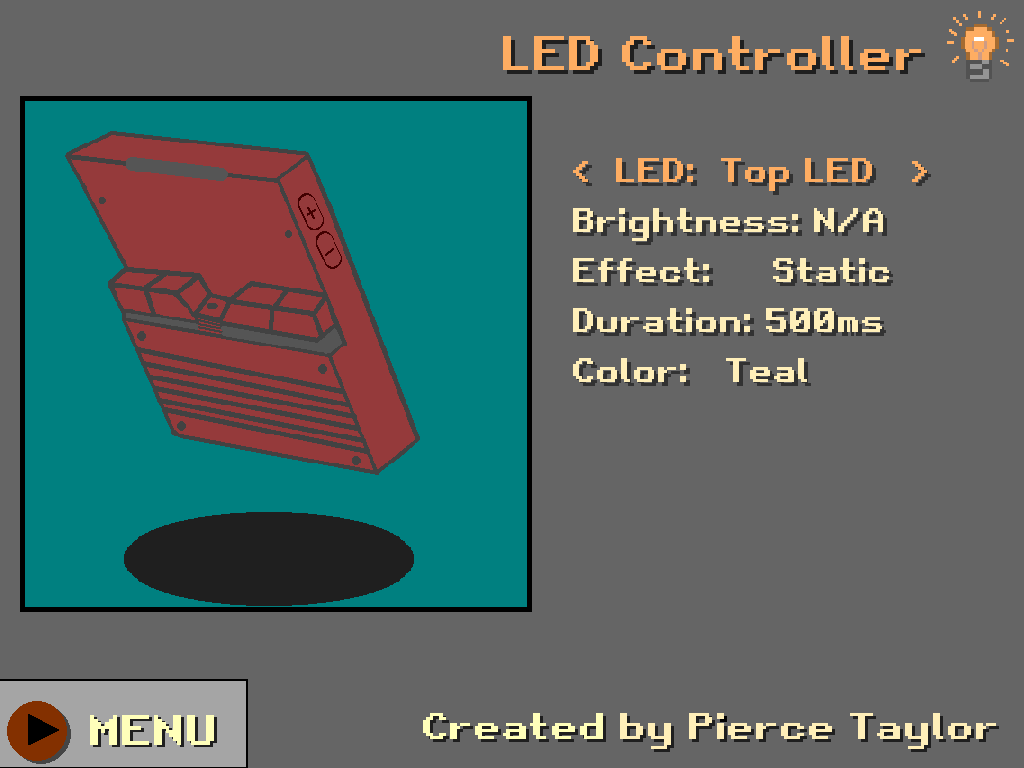 LED Controller
< LED: Top LED >
Brightness: N/A
Effect: Static
Duration: 500ms
Color: Teal
MENU
Created by Pierce Taylor